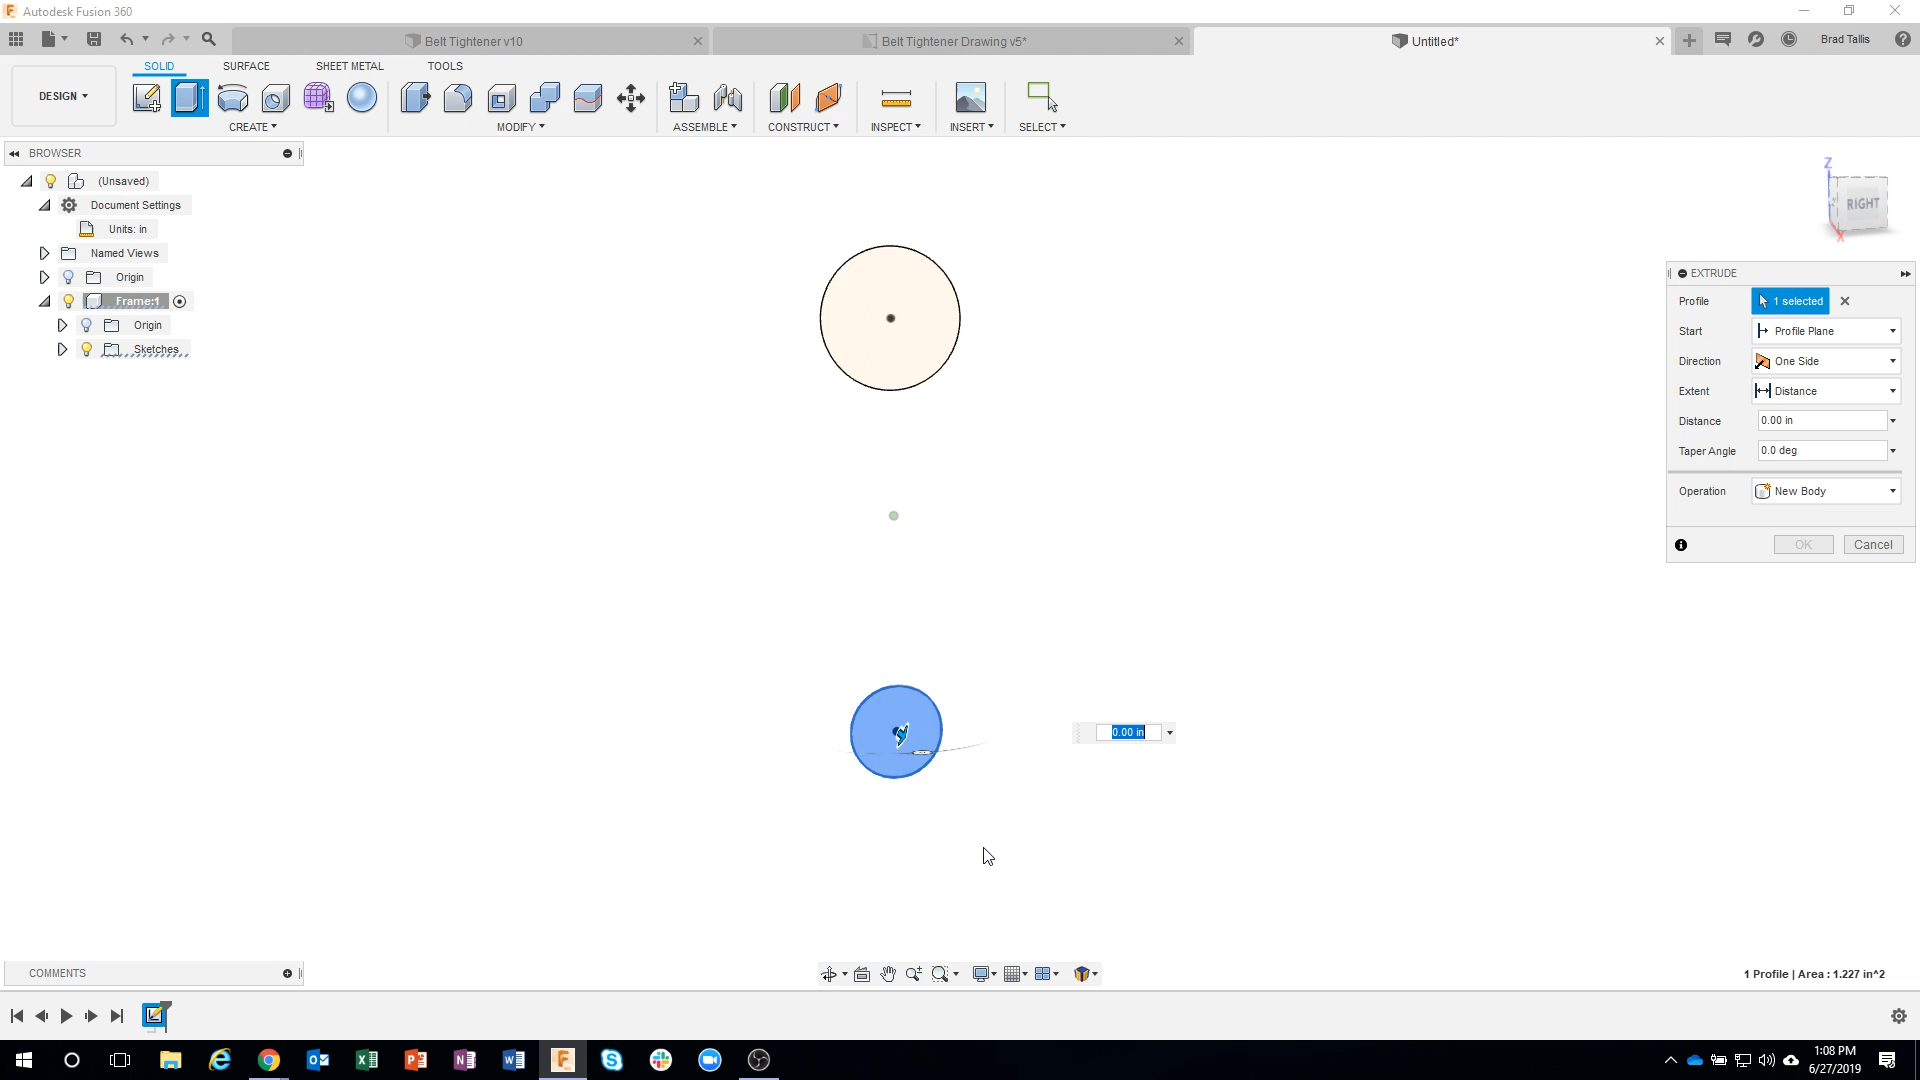 Autodesk Fusion 360
Belt Tightener v10
Belt Tightener Drawing v5*
Untitled*
Brad Tallis
SOLID
SURFACE
SHEET METAL
TOOLS
DESIGN
CREATE
MODIFY
ASSEMBLE
CONSTRUCT
INSPECT
INSERT
SELECT
BROWSER
(Unsaved)
Document Settings
Units: in
Named Views
Origin
Frame:1
Origin
Sketches
Z
RIGHT
X
EXTRUDE
Profile
1 selected
Start
Profile Plane
Direction
One Side
Extent
Distance
Distance
0.00 in
Taper Angle
0.0 deg
Operation
New Body
OK
Cancel
0.00 in
COMMENTS
1 Profile | Area : 1.227 in^2
1:08 PM
6/27/2019